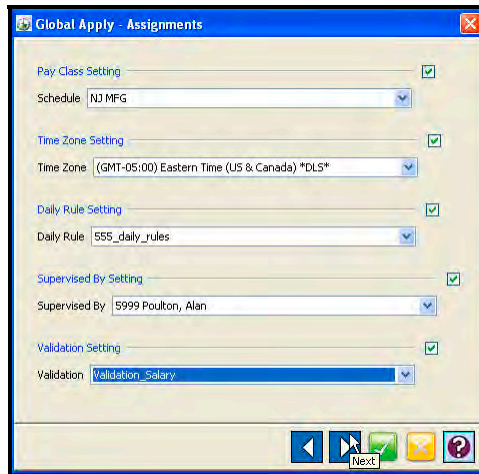 Global Apply - Assignments
Pay Class Setting
Schedule NJ MFG
Time Zone Setting
Time Zone (GMT-05:00) Eastern Time (US & Canada) *DLS*
Daily Rule Setting
Daily Rule 555_daily_rules
Supervised By Setting
Supervised By 5999 Poulton, Alan
Validation Setting
Validation Validation_Salary
?
Next